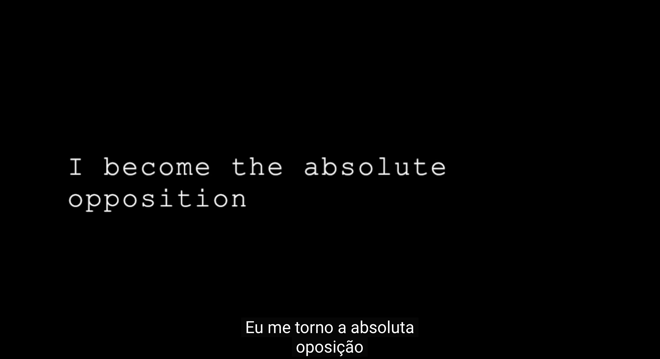 I become the absolute
opposition
Eu me torno a absoluta
oposição